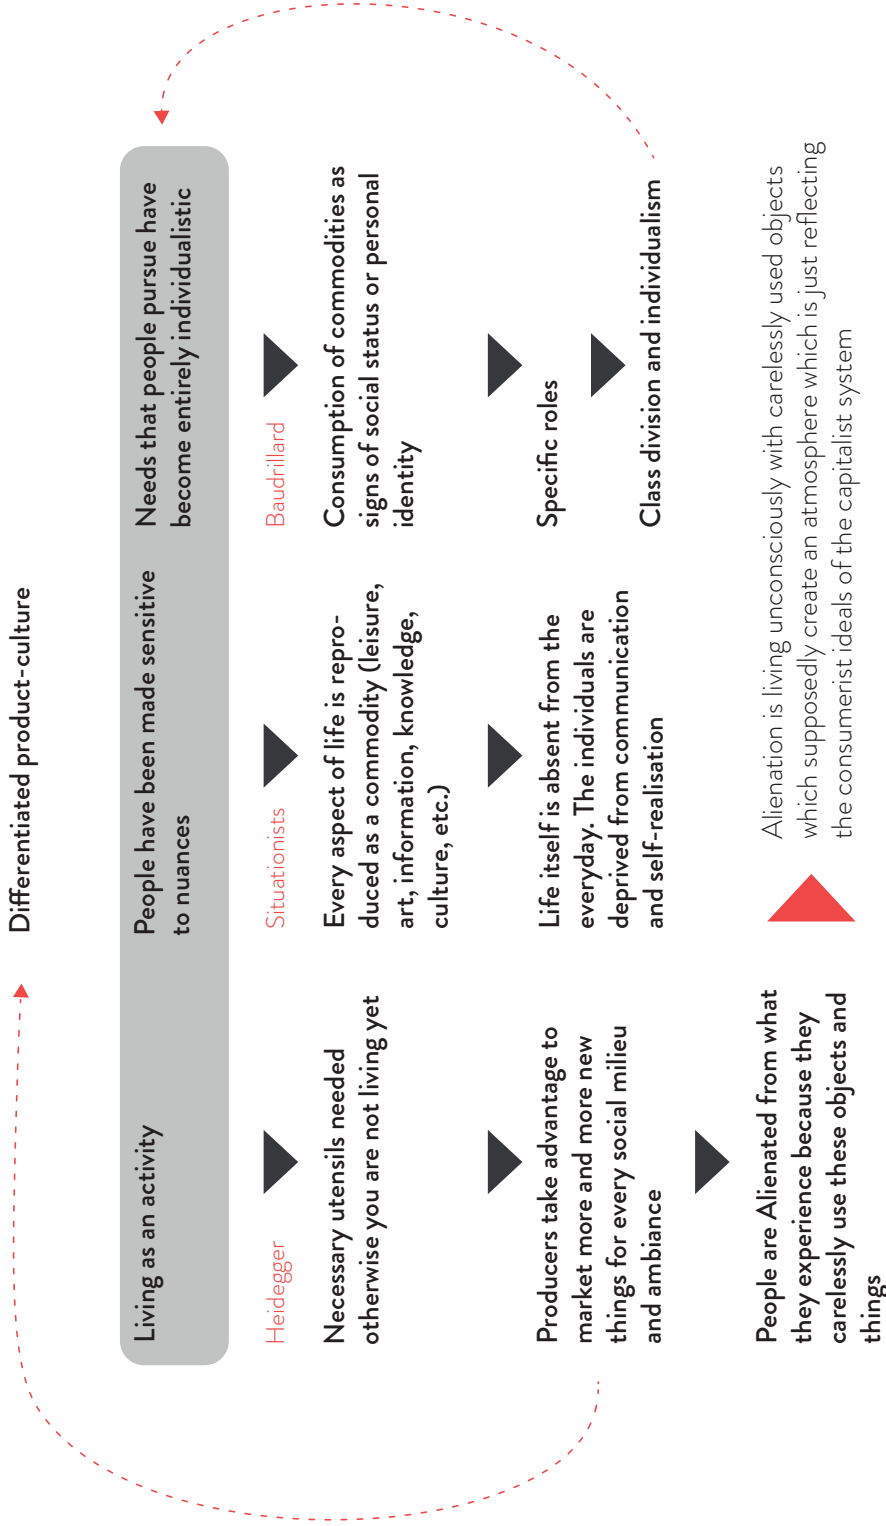 Differentiated product-culture
Living as an activity
People have been made sensitive
to nuances
Needs that people pursue have
become entirely individualistic
Heidegger
Necessary utensils needed
otherwise you are not living yet
Producers take advantage to
market more and more new
things for every social milieu
and ambiance
People are Alienated from what
they experience because they
carelessly use these objects and
things
Situationists
Every aspect of life is repro-
duced as a commodity (leisure,
art, information, knowledge,
culture, etc.)
Life itself is absent from the
everyday. The individuals are
deprived from communication
and self-realisation
Baudrillard
Consumption of commodities as
signs of social status or personal
identity
Specific roles
Class division and individualism
Alienation is living unconsciously with carelessly used objects
which supposedly create an atmosphere which is just reflecting
the consumerist ideals of the capitalist system